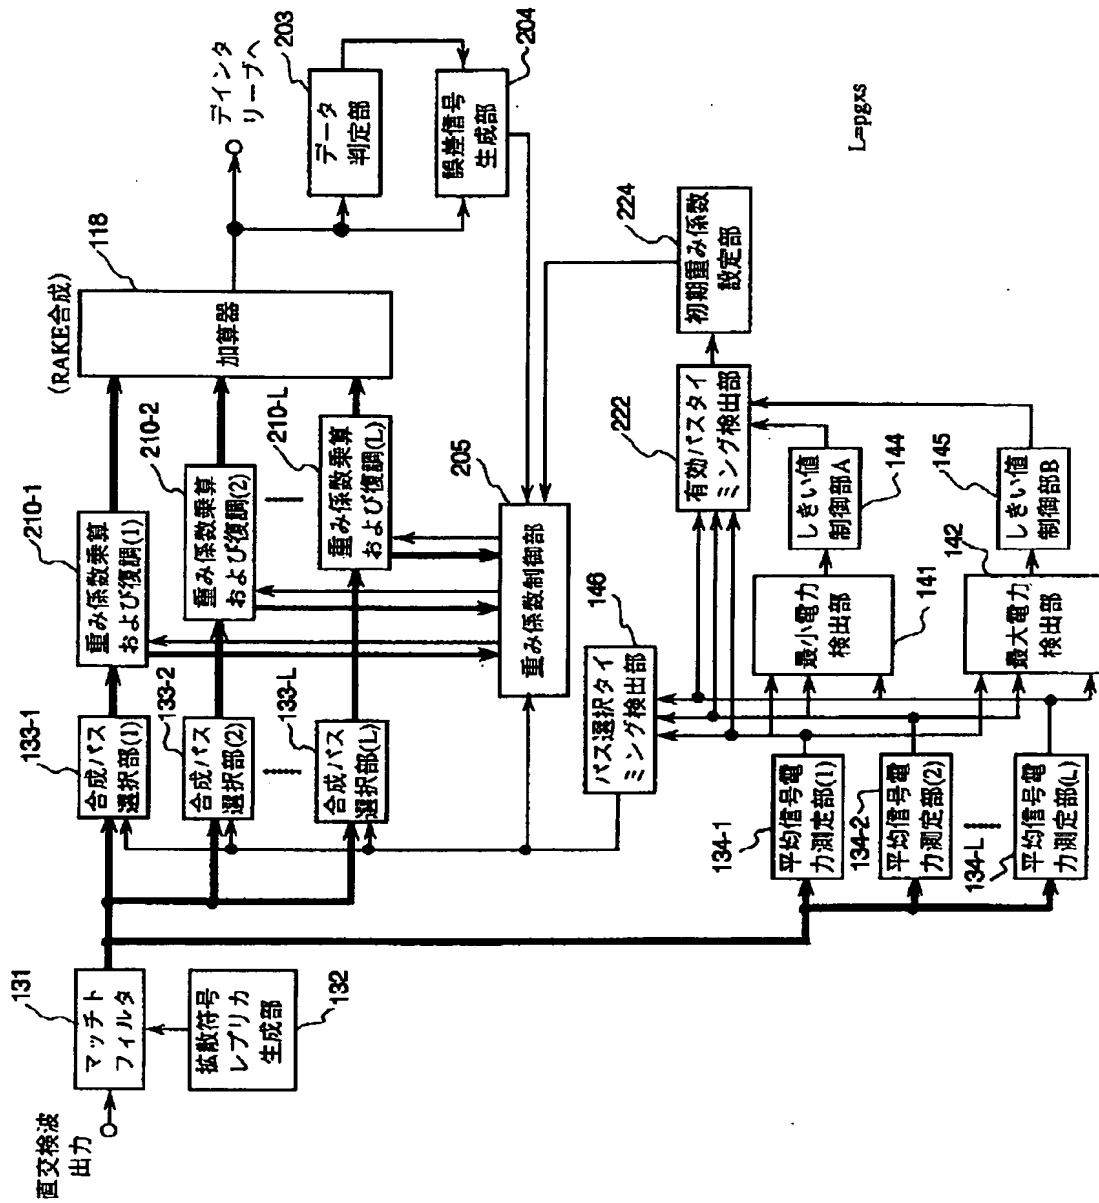 直交検波
出力
131
マッチト
フィルタ
拡散符号
レプリカ
生成部
132
133-1
合成パス
選択部(1)
133-2
合成パス
選択部(2)
133-L
合成パス
選択部(L)
210-1
重み係数乗算
および復調(1)
210-2
重み係数乗算
および復調(2)
210-L
重み係数乗算
および復調(L)
(RAKE合成)
118
加算器
デインタ
リーブへ
203
データ
判定部
204
誤差信号
生成部
205
重み係数制御部
146
パス選択タイ
ミング検出部
222
有効パスタイ
ミング検出部
224
初期重み係数
設定部
134-1
平均信号電
力測定部(1)
134-2
平均信号電
力測定部(2)
134-L
平均信号電
力測定部(L)
最小電力
検出部
141
142
最大電力
検出部
しきい値
制御部A
144
145
しきい値
制御部B
L=pgxs